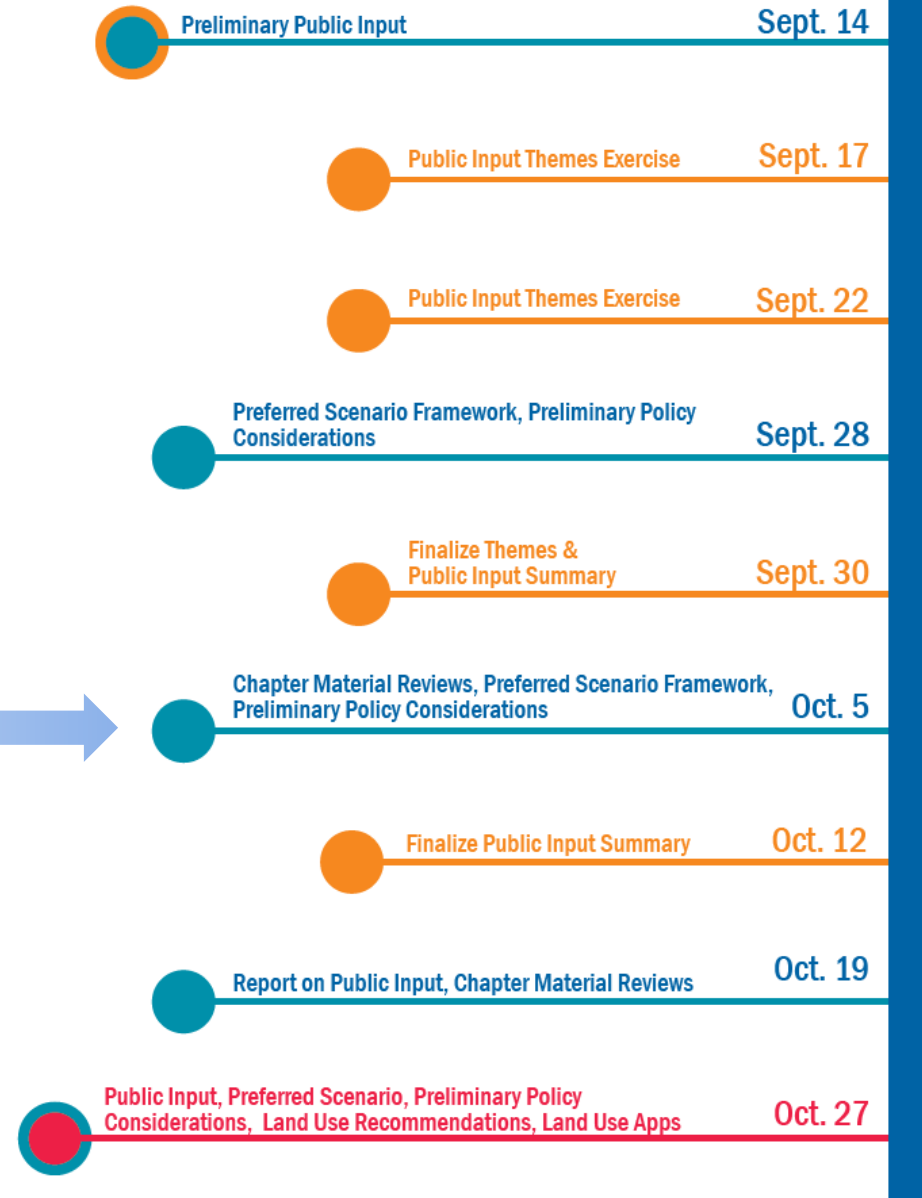 Preliminary Public Input Sept. 14
Public Input Themes Exercise Sept. 17
Public Input Themes Exercise Sept. 22
Preferred Scenario Framework, Preliminary Policy
Considerations Sept. 28
Finalize Themes &
Public Input Summary Sept. 30
Chapter Material Reviews, Preferred Scenario Framework,
Preliminary Policy Considerations Oct. 5
Finalize Public Input Summary Oct. 12
Report on Public Input, Chapter Material Reviews Oct. 19
Public Input, Preferred Scenario, Preliminary Policy
Considerations, Land Use Recommendations, Land Use Apps Oct. 27